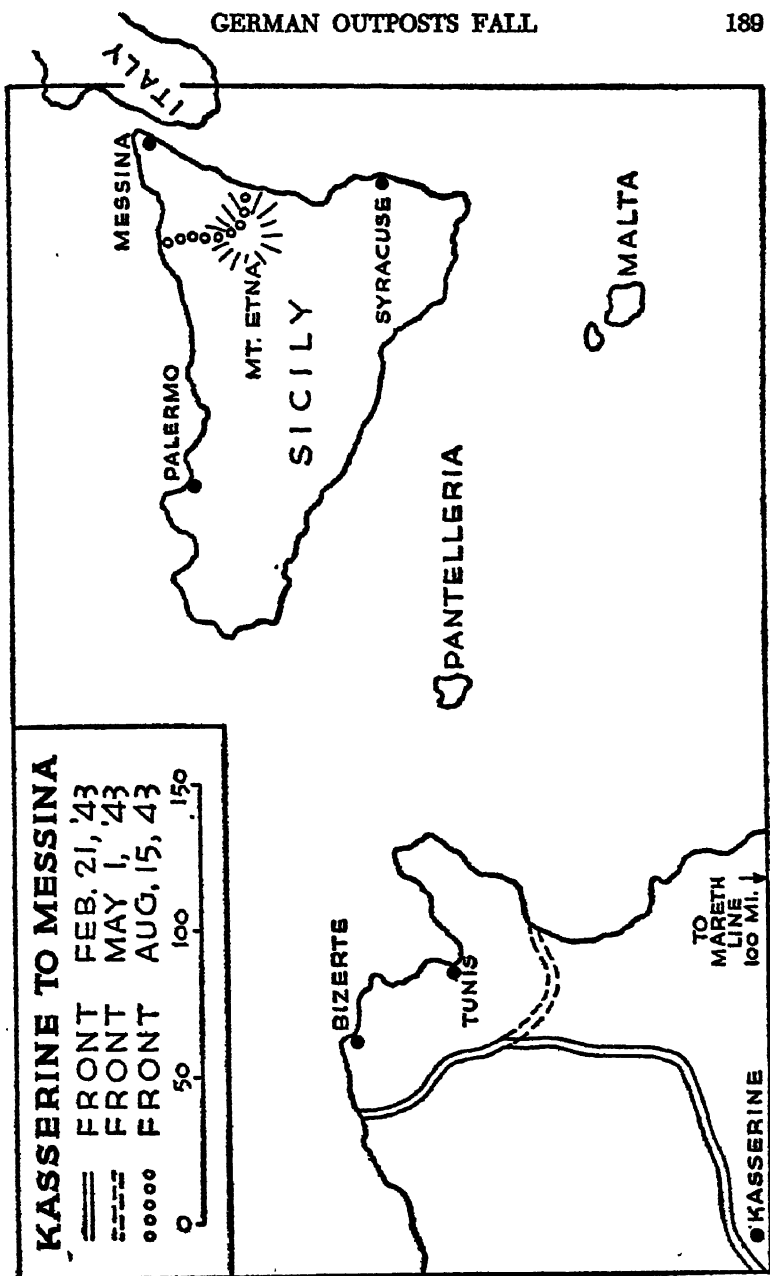 GERMAN OUTPOSTS FALL 189
KASSERINE TO MESSINA
FRONT FEB. 21, '43
FRONT MAY 1, '43
FRONT AUG. 15, 43
0 50 100 150
ITALY
MESSINA
PALERMO
MT. ETNA
SICILY
SYRACUSE
MALTA
PANTELLERIA
BIZERTE
TUNIS
TO
MARETH
LINE
100 MI.
KASSERINE